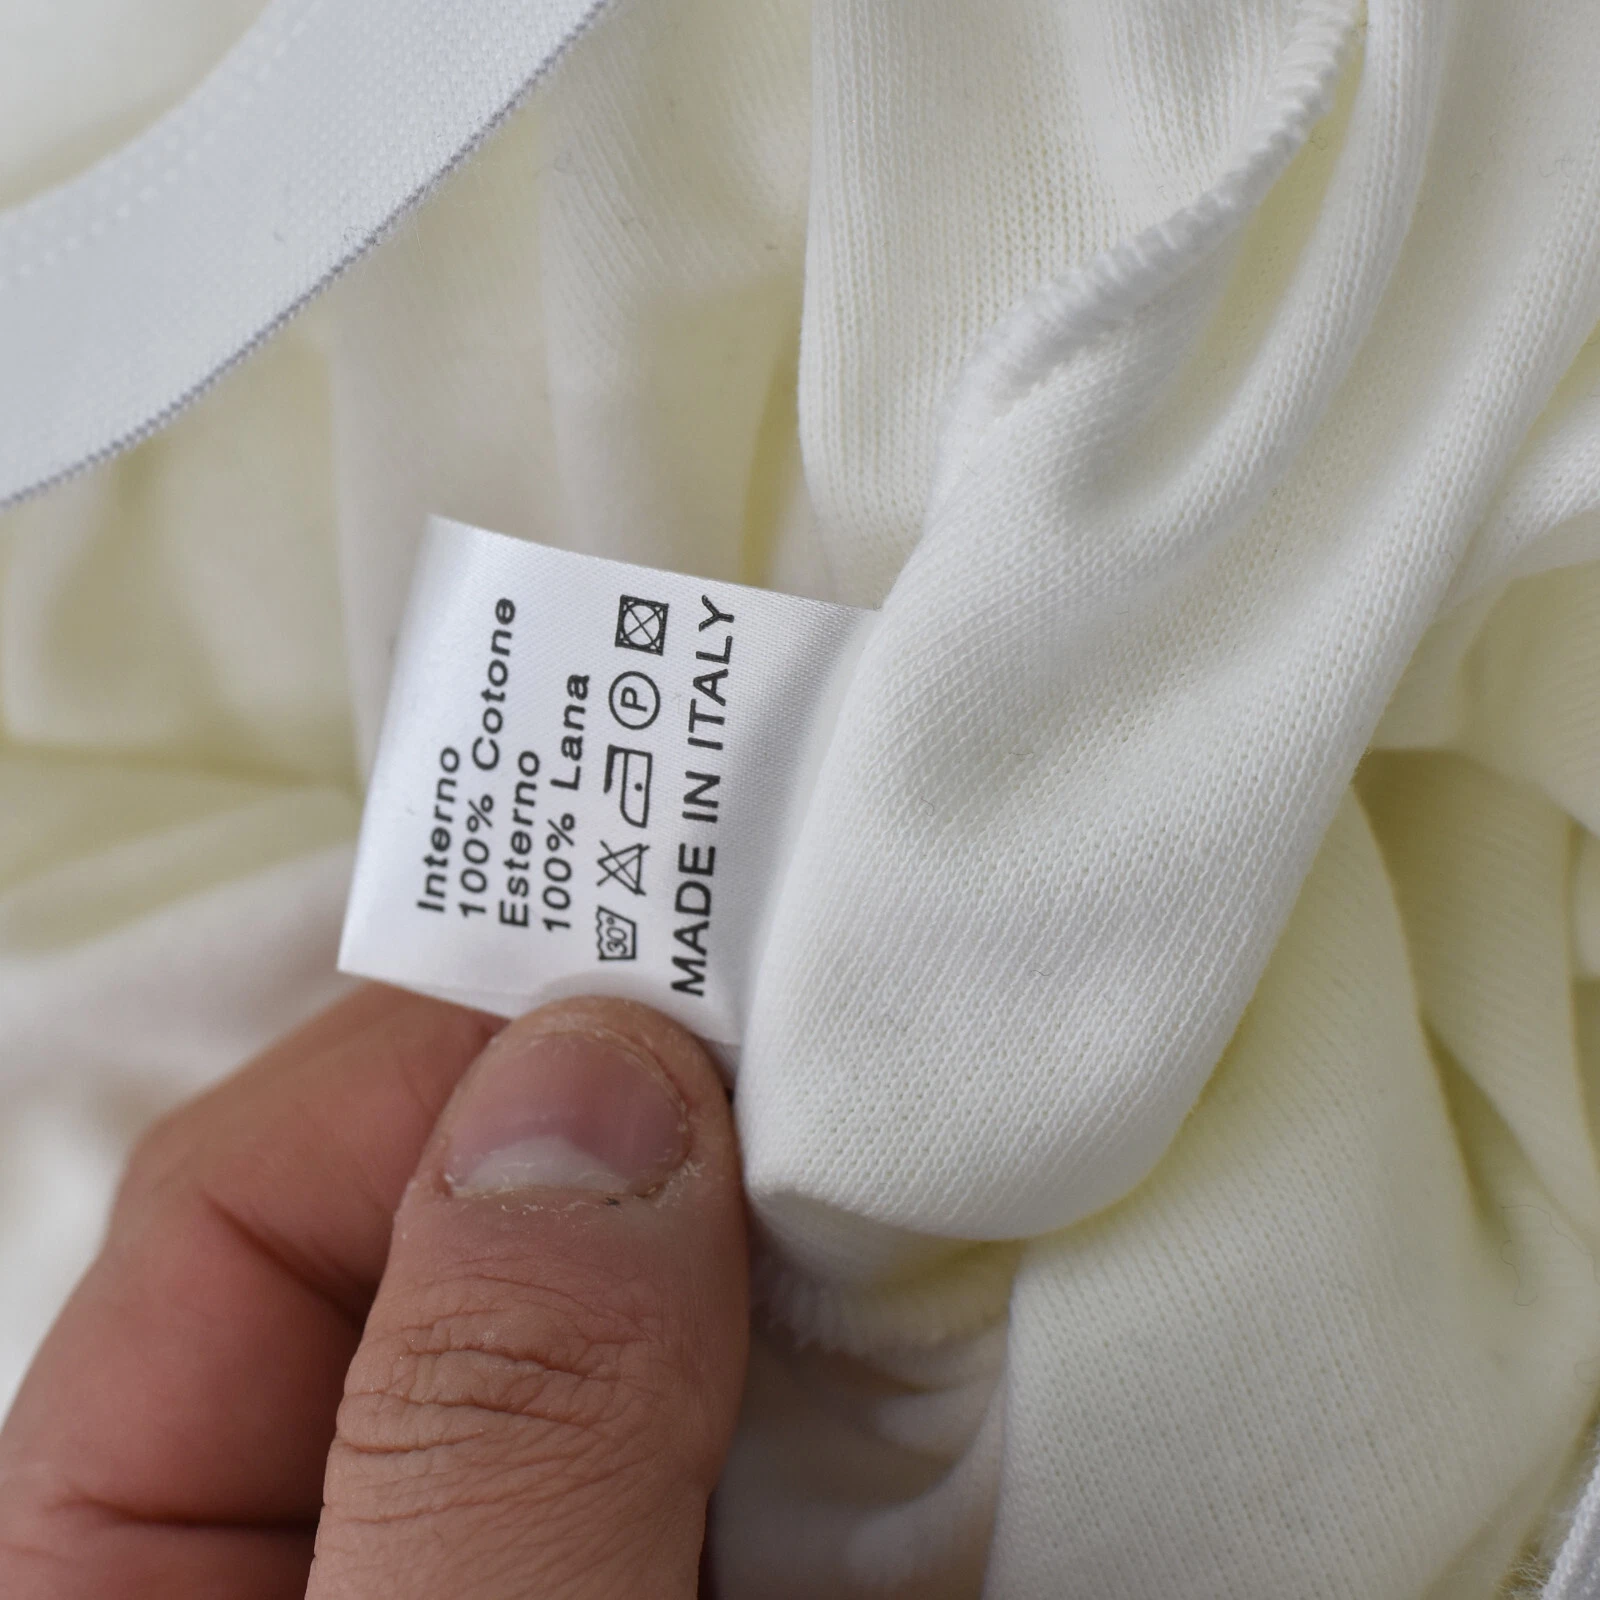 Interno
100% Cotone
Esterno
100% Lana
30° P
MADE IN ITALY